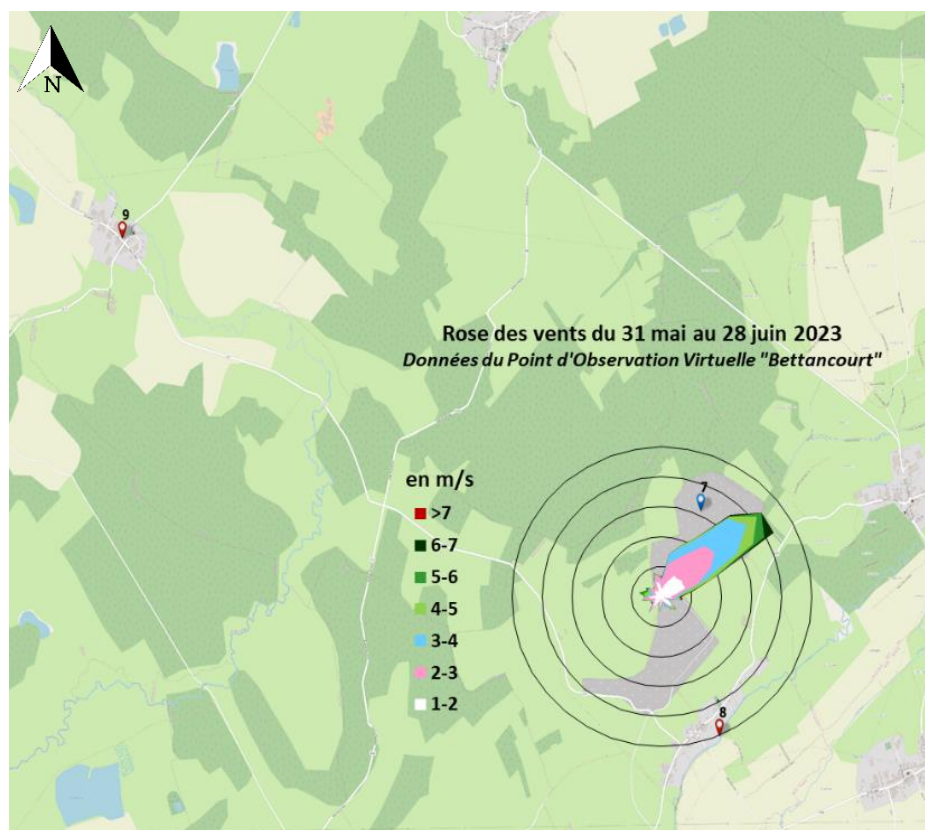 N
9
Rose des vents du 31 mai au 28 juin 2023
Données du Point d'Observation Virtuelle "Bettancourt"
en m/s
>7
6-7
5-6
4-5
3-4
2-3
1-2
7
8